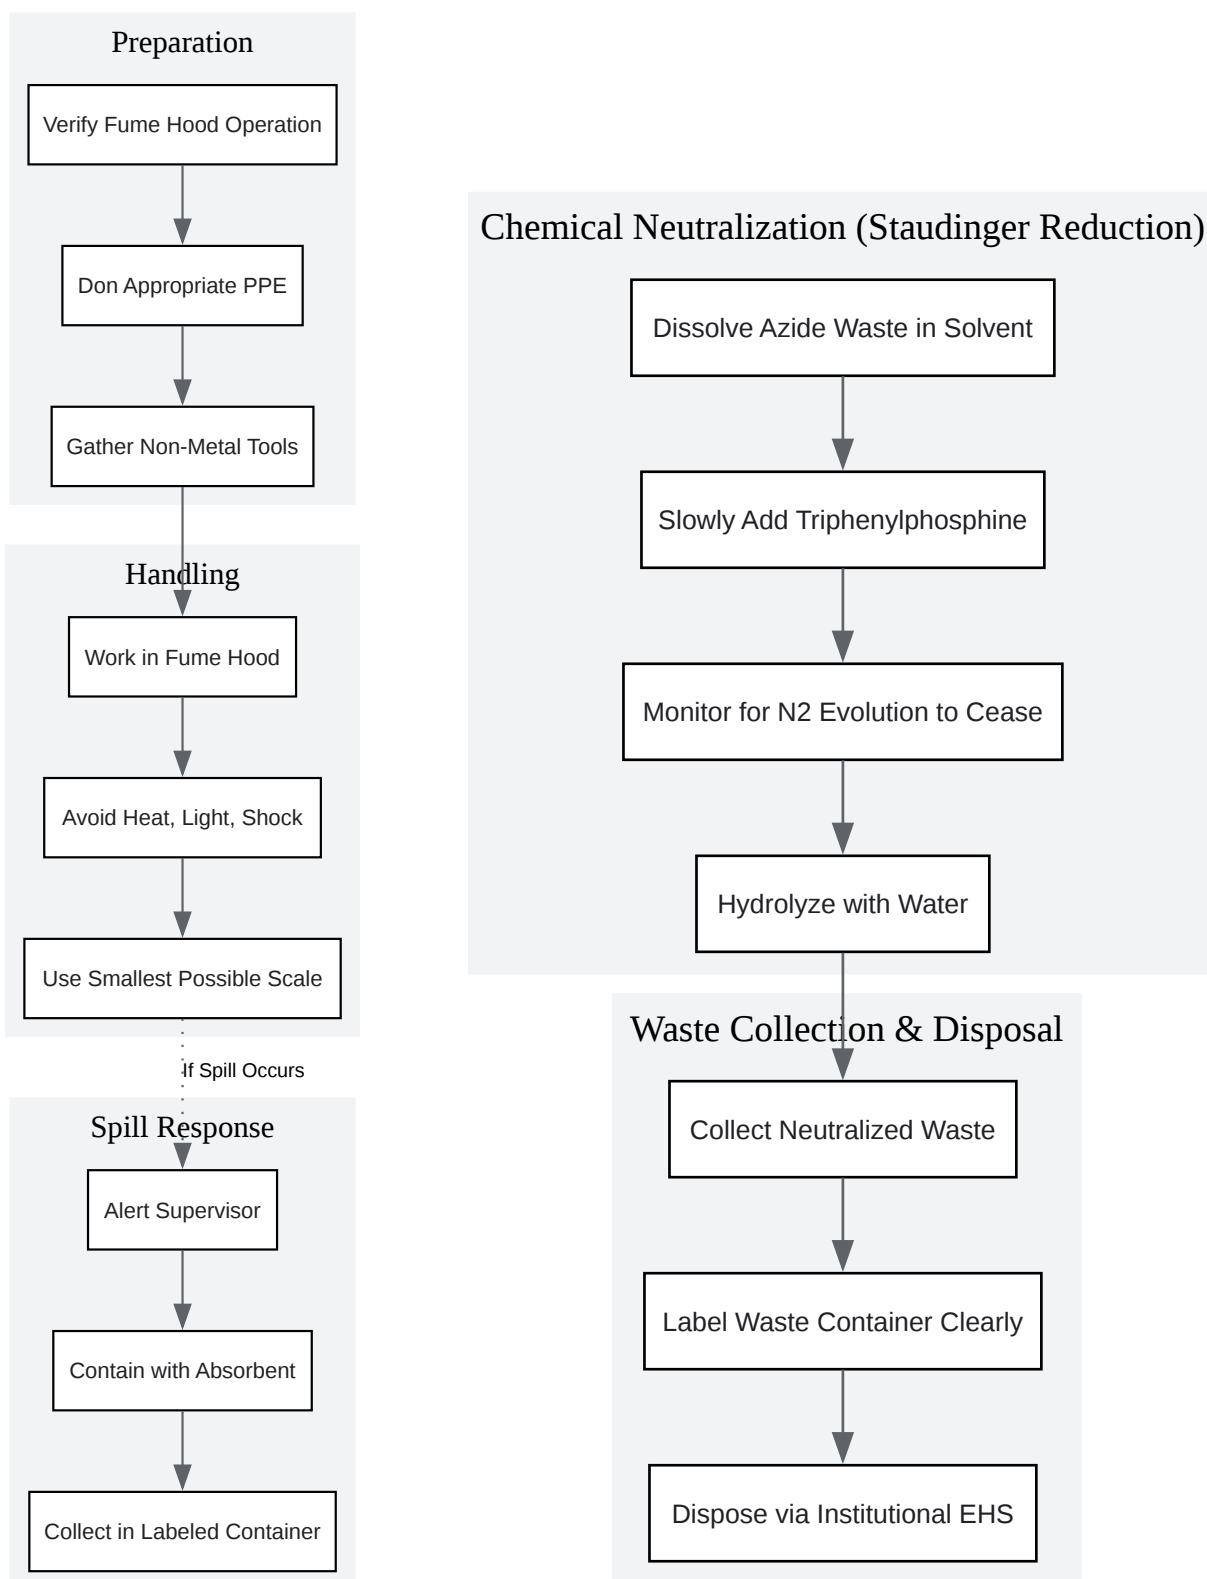 Preparation
Verify Fume Hood Operation
Don Appropriate PPE
Gather Non-Metal Tools
Handling
Work in Fume Hood
Avoid Heat, Light, Shock
Use Smallest Possible Scale
If Spill Occurs
Spill Response
Alert Supervisor
Contain with Absorbent
Collect in Labeled Container
Chemical Neutralization (Staudinger Reduction)
Dissolve Azide Waste in Solvent
Slowly Add Triphenylphosphine
Monitor for N2 Evolution to Cease
Hydrolyze with Water
Waste Collection & Disposal
Collect Neutralized Waste
Label Waste Container Clearly
Dispose via Institutional EHS